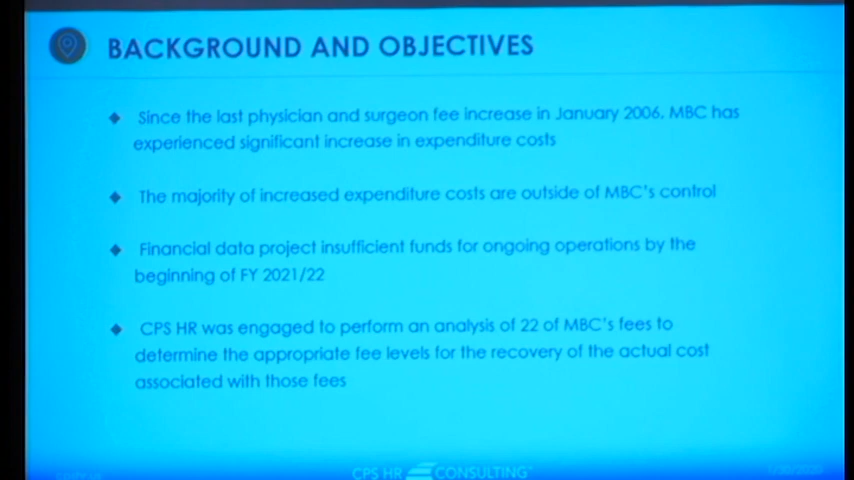 BACKGROUND AND OBJECTIVES
◆ Since the last physician and surgeon fee increase in January 2006, MBC has
experienced significant increase in expenditure costs
◆ The majority of increased expenditure costs are outside of MBC's control
◆ Financial data project insufficient funds for ongoing operations by the
beginning of FY 2021/22
◆ CPS HR was engaged to perform an analysis of 22 of MBC's fees to
determine the appropriate fee levels for the recovery of the actual cost
associated with those fees
CPS HR CONSULTING